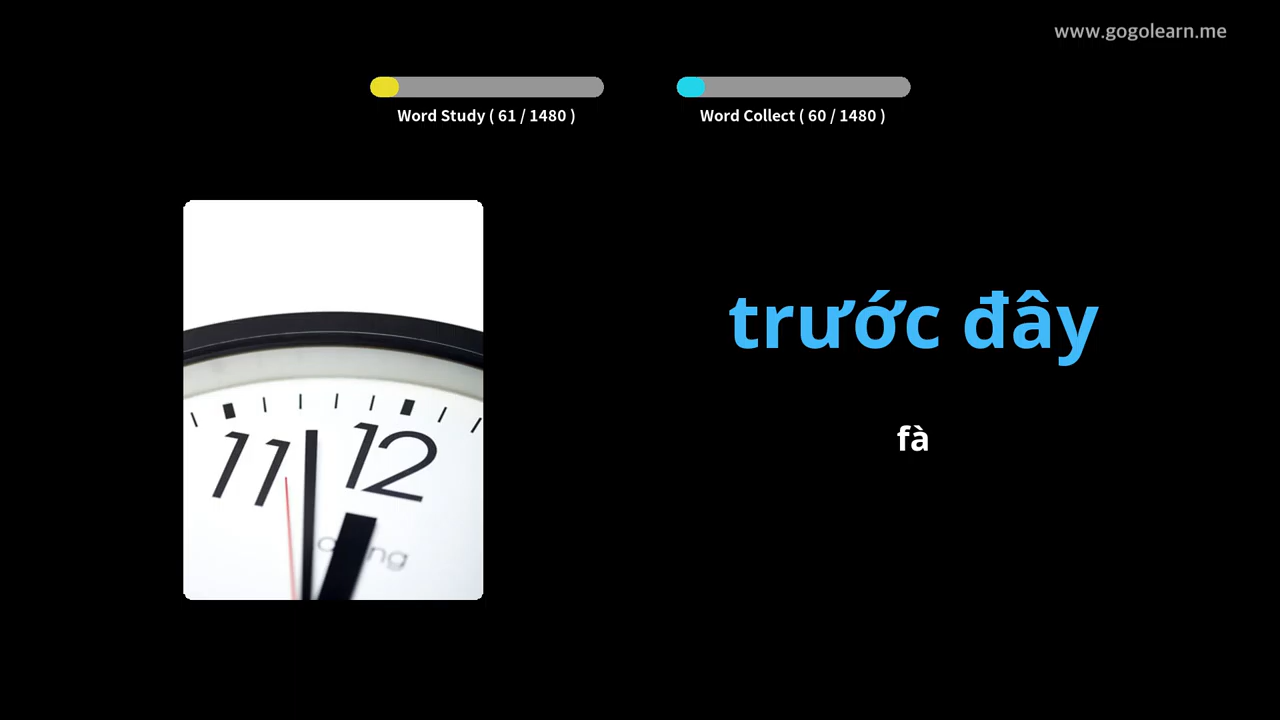 www.gogolearn.me
Word Study ( 61 / 1480 )
Word Collect ( 60 / 1480 )
trước đây
fà
11 12